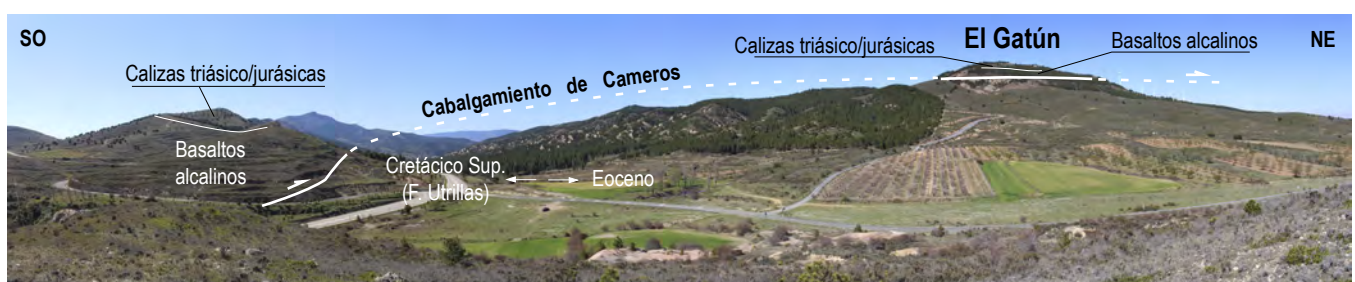 SO
Calizas triásico/jurásicas
Basaltos
alcalinos
Cabalgamiento de Cameros
Cretácico Sup.
(F. Utrillas)
Eoceno
Calizas triásico/jurásicas
El Gatún
Basaltos alcalinos
NE